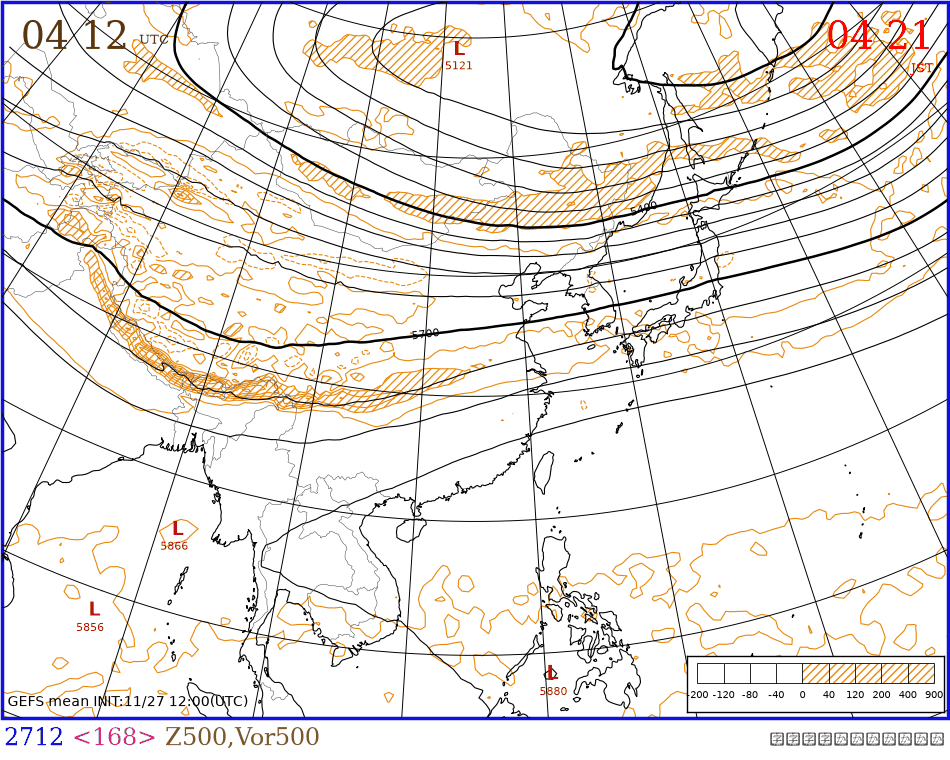 04 12 UTC
04 21 JST
L
5121
5400
5700
L
5866
L
5856
L
5880
-200 -120 -80 -40 0 40 120 200 400 900
GEFS mean INIT:11/27 12:00(UTC)
2712 <168> Z500,Vor500